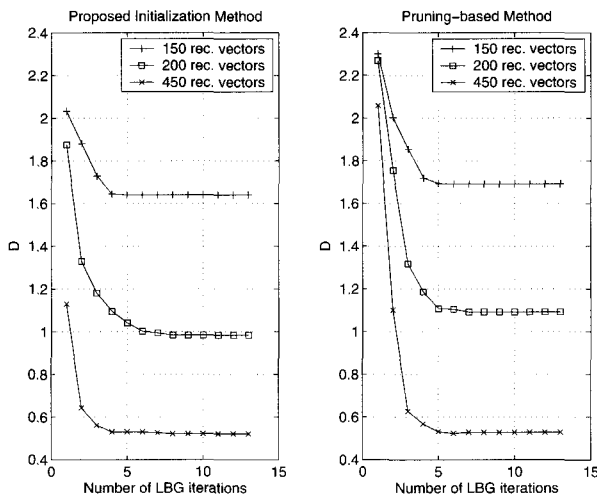 Proposed Initialization Method
150 rec. vectors
200 rec. vectors
450 rec. vectors
2.4
2.2
2
1.8
1.6
1.4
1.2
1
0.8
0.6
0.4
D
0
5
10
15
Number of LBG iterations
Pruning-based Method
150 rec. vectors
200 rec. vectors
450 rec. vectors
2.4
2.2
2
1.8
1.6
1.4
1.2
1
0.8
0.6
0.4
D
0
5
10
15
Number of LBG iterations